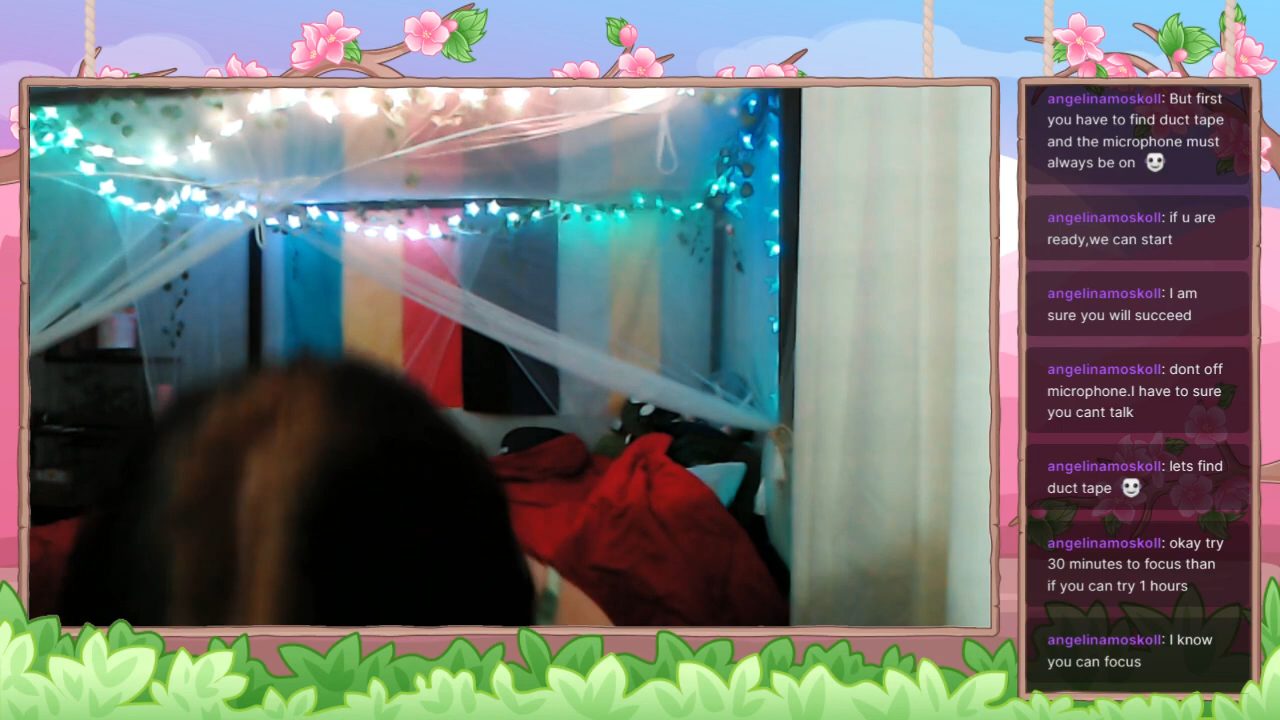 angelinamoskoll: But first
you have to find duct tape
and the microphone must
always be on
angelinamoskoll: if u are
ready,we can start
angelinamoskoll: I am
sure you will succeed
angelinamoskoll: dont off
microphone.I have to sure
you cant talk
angelinamoskoll: lets find
duct tape
angelinamoskoll: okay try
30 minutes to focus than
if you can try 1 hours
angelinamoskoll: I know
you can focus